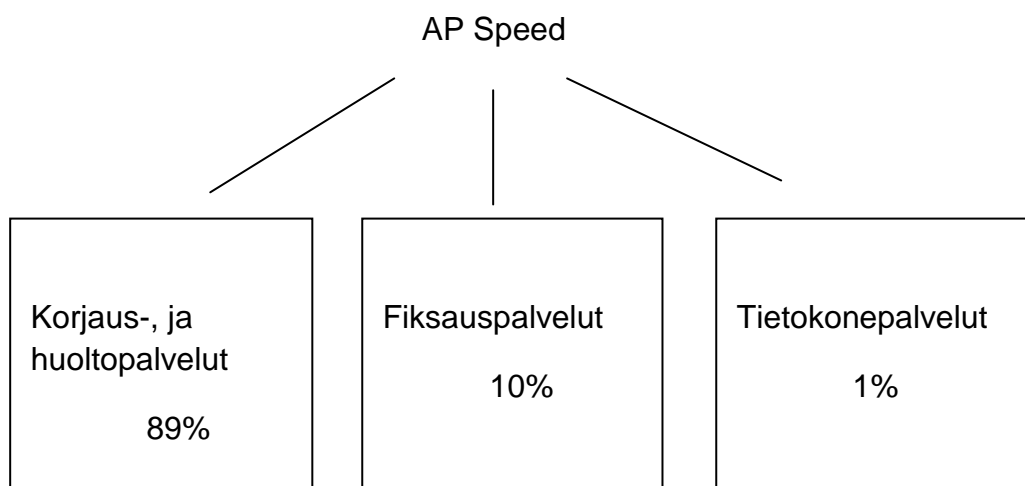 AP Speed
Korjaus-, ja
huoltopalvelut
89%
Fiksauspalvelut
10%
Tietokonepalvelut
1%